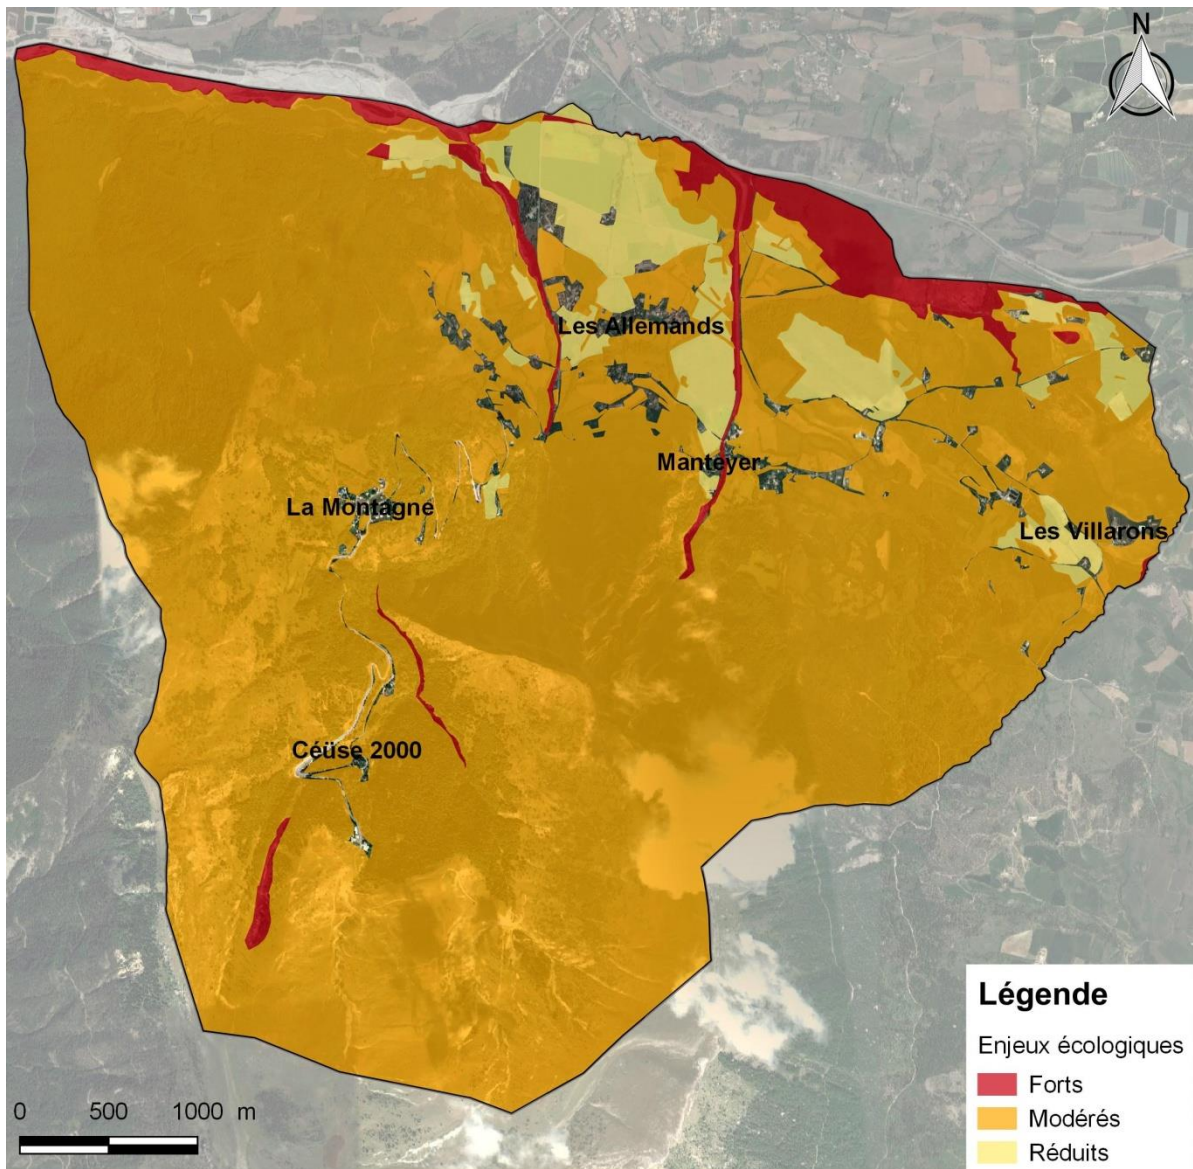 N
Les Allemands
Manteyer
La Montagne
Les Villarons
Céüse 2000
Légende
Enjeux écologiques
Forts
Modérés
Réduits
0 500 1000 m